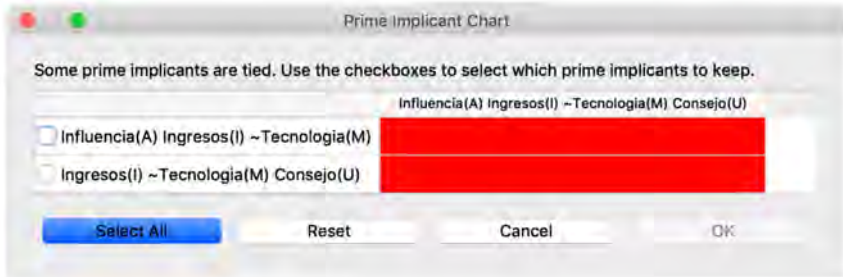 Prime Implicant Chart
Some prime implicants are tied. Use the checkboxes to select which prime implicants to keep.
Influencia(A) Ingresos(I) ~Tecnologia(M) Consejo(U)
Influencia(A) Ingresos(I) ~Tecnologia(M)
Ingresos(I) ~Tecnologia(M) Consejo(U)
Select All Reset Cancel OK